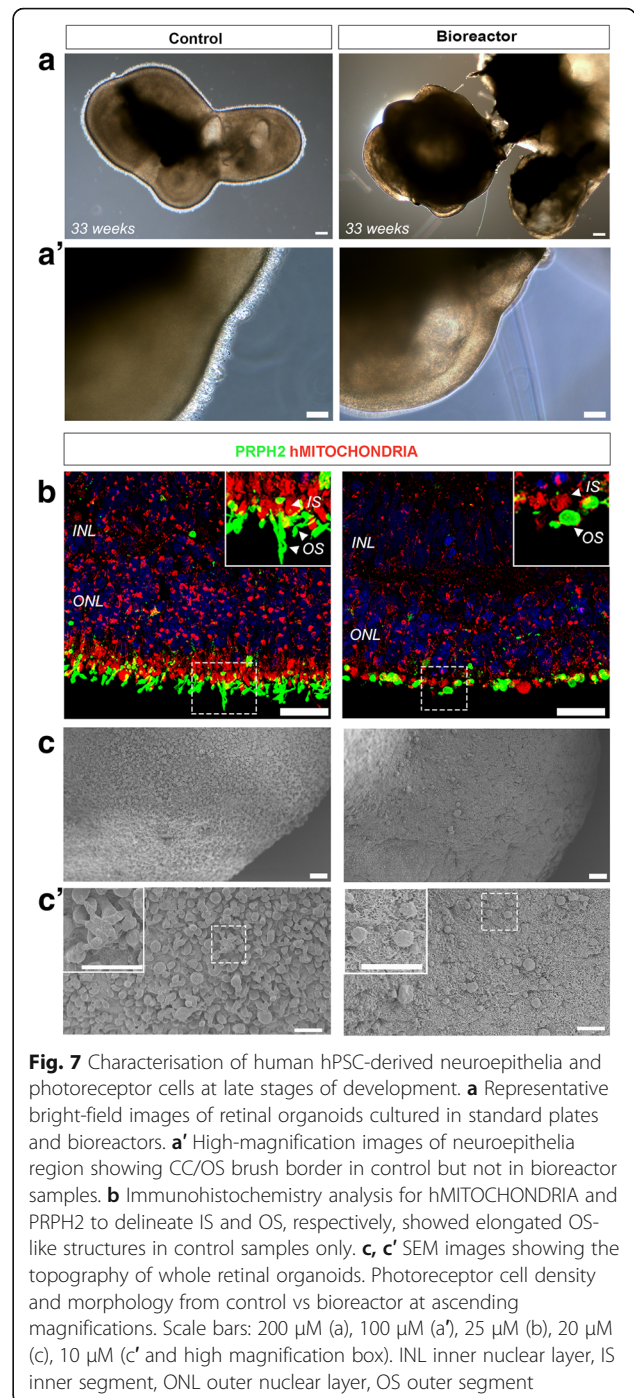 Control
Bioreactor
a
33 weeks
33 weeks
a'
PRPH2 hMITOCHONDRIA
b
INL
ONL
IS
OS
INL
ONL
IS
OS
c
c'
Fig. 7 Characterisation of human hPSC-derived neuroepithelia and
photoreceptor cells at late stages of development. a Representative
bright-field images of retinal organoids cultured in standard plates
and bioreactors. a′ High-magnification images of neuroepithelia
region showing CC/OS brush border in control but not in bioreactor
samples. b Immunohistochemistry analysis for hMITOCHONDRIA and
PRPH2 to delineate IS and OS, respectively, showed elongated OS-
like structures in control samples only. c, c′ SEM images showing the
topography of whole retinal organoids. Photoreceptor cell density
and morphology from control vs bioreactor at ascending
magnifications. Scale bars: 200 μM (a), 100 μM (a′), 25 μM (b), 20 μM
(c), 10 μM (c′ and high magnification box). INL inner nuclear layer, IS
inner segment, ONL outer nuclear layer, OS outer segment